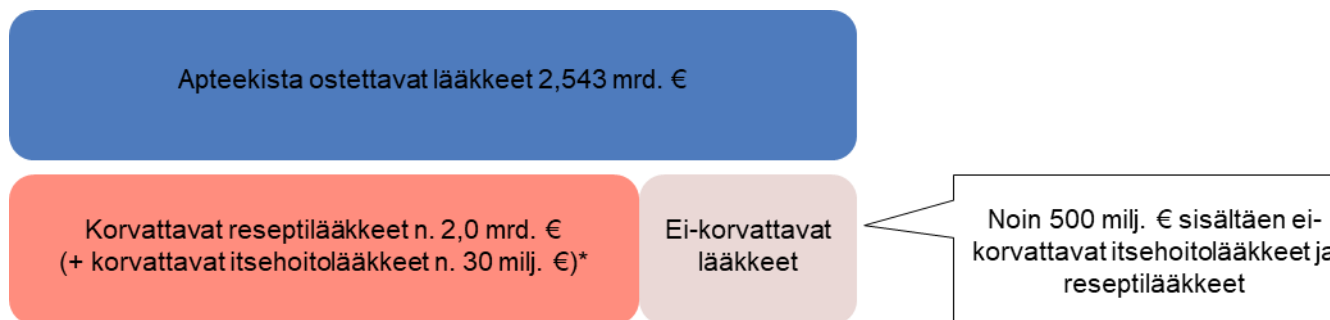 Apteekista ostettavat lääkkeet 2,543 mrd. €
Korvattavat reseptilääkkeet n. 2,0 mrd. €
(+ korvattavat itsehoitolääkkeet n. 30 milj. €)*
Ei-korvattavat
lääkkeet
Noin 500 milj. € sisältäen ei-
korvattavat itsehoitolääkkeet ja
reseptilääkkeet